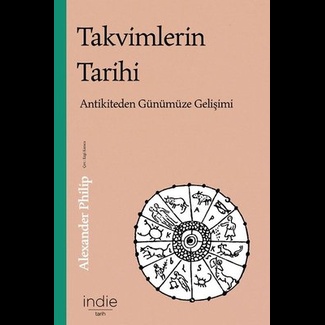 Takvimlerin
Tarihi
Antikiteden Günümüze Gelişimi
Alexander Philip
indie
tarih